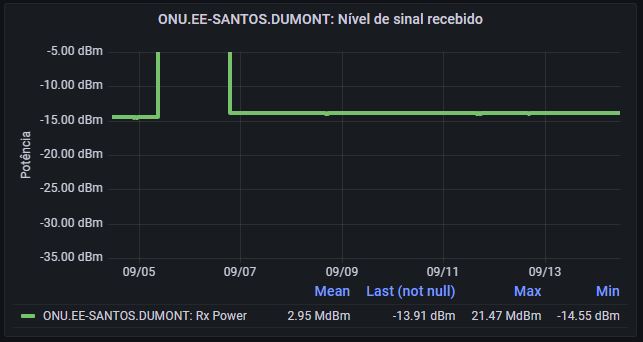 ONU.EE-SANTOS.DUMONT: Nível de sinal recebido
-5.00 dBm
-10.00 dBm
-15.00 dBm
-20.00 dBm
-25.00 dBm
-30.00 dBm
-35.00 dBm
Potência
09/05 09/07 09/09 09/11 09/13
Mean Last (not null) Max Min
ONU.EE-SANTOS.DUMONT: Rx Power 2.95 MdBm -13.91 dBm 21.47 MdBm -14.55 dBm